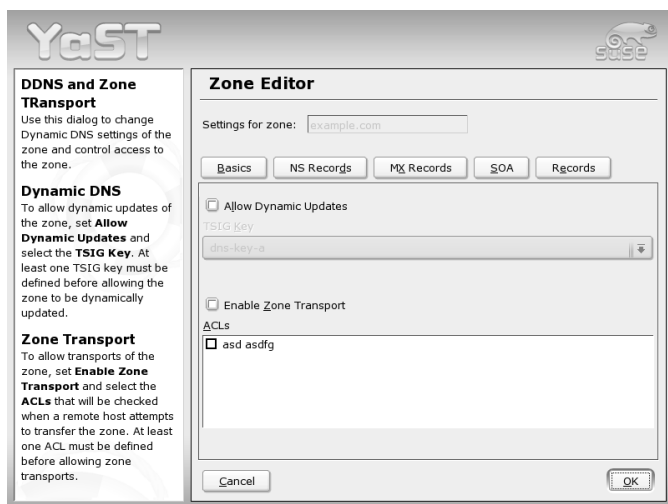 YaST
SUSE
DDNS and Zone
TRansport
Use this dialog to change
Dynamic DNS settings of the
zone and control access to
the zone.
Dynamic DNS
To allow dynamic updates of
the zone, set Allow
Dynamic Updates and
select the TSIG Key. At
least one TSIG key must be
defined before allowing the
zone to be dynamically
updated.
Zone Transport
To allow transports of the
zone, set Enable Zone
Transport and select the
ACLs that will be checked
when a remote host attempts
to transfer the zone. At least
one ACL must be defined
before allowing zone
transports.
Zone Editor
Settings for zone: example.com
Basics NS Records MX Records SOA Records
Allow Dynamic Updates
TSIG Key
dns-key-a
Enable Zone Transport
ACLs
asd asdfg
Cancel OK